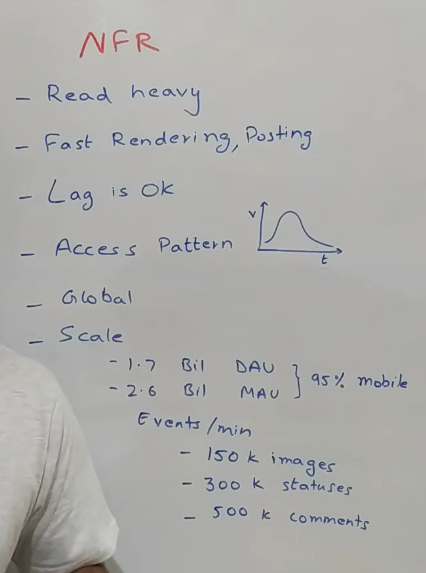 NFR
- Read heavy
- Fast Rendering, Posting
- Lag is Ok
- Access Pattern
V
t
- Global
- Scale
- 1.7 Bil DAU
- 2.6 Bil MAU
95% mobile
Events/min
- 150 k images
- 300 k statuses
- 500 k comments